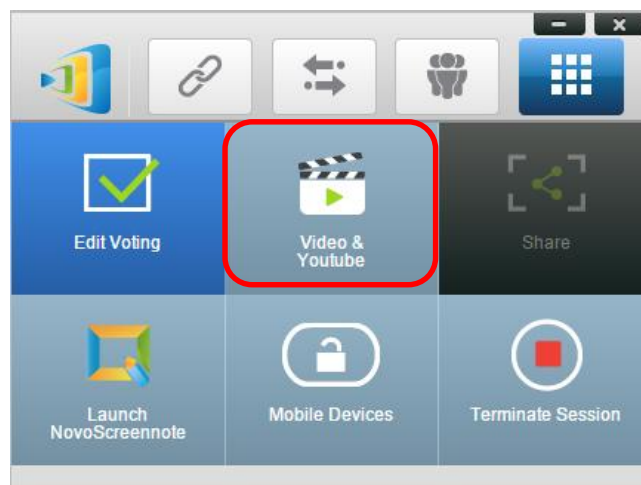 Edit Voting
Video &
Youtube
Share
Launch
NovoScreennote
Mobile Devices
Terminate Session